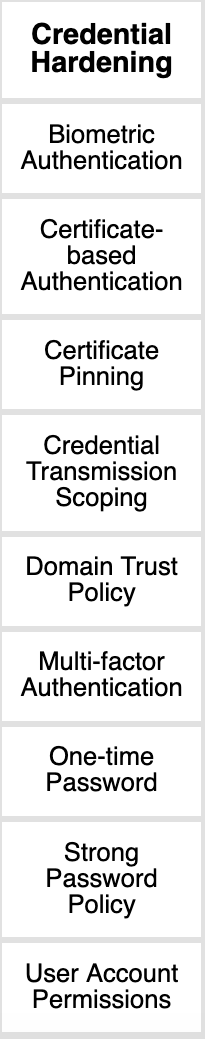 Credential
Hardening
Biometric
Authentication
Certificate-
based
Authentication
Certificate
Pinning
Credential
Transmission
Scoping
Domain Trust
Policy
Multi-factor
Authentication
One-time
Password
Strong
Password
Policy
User Account
Permissions